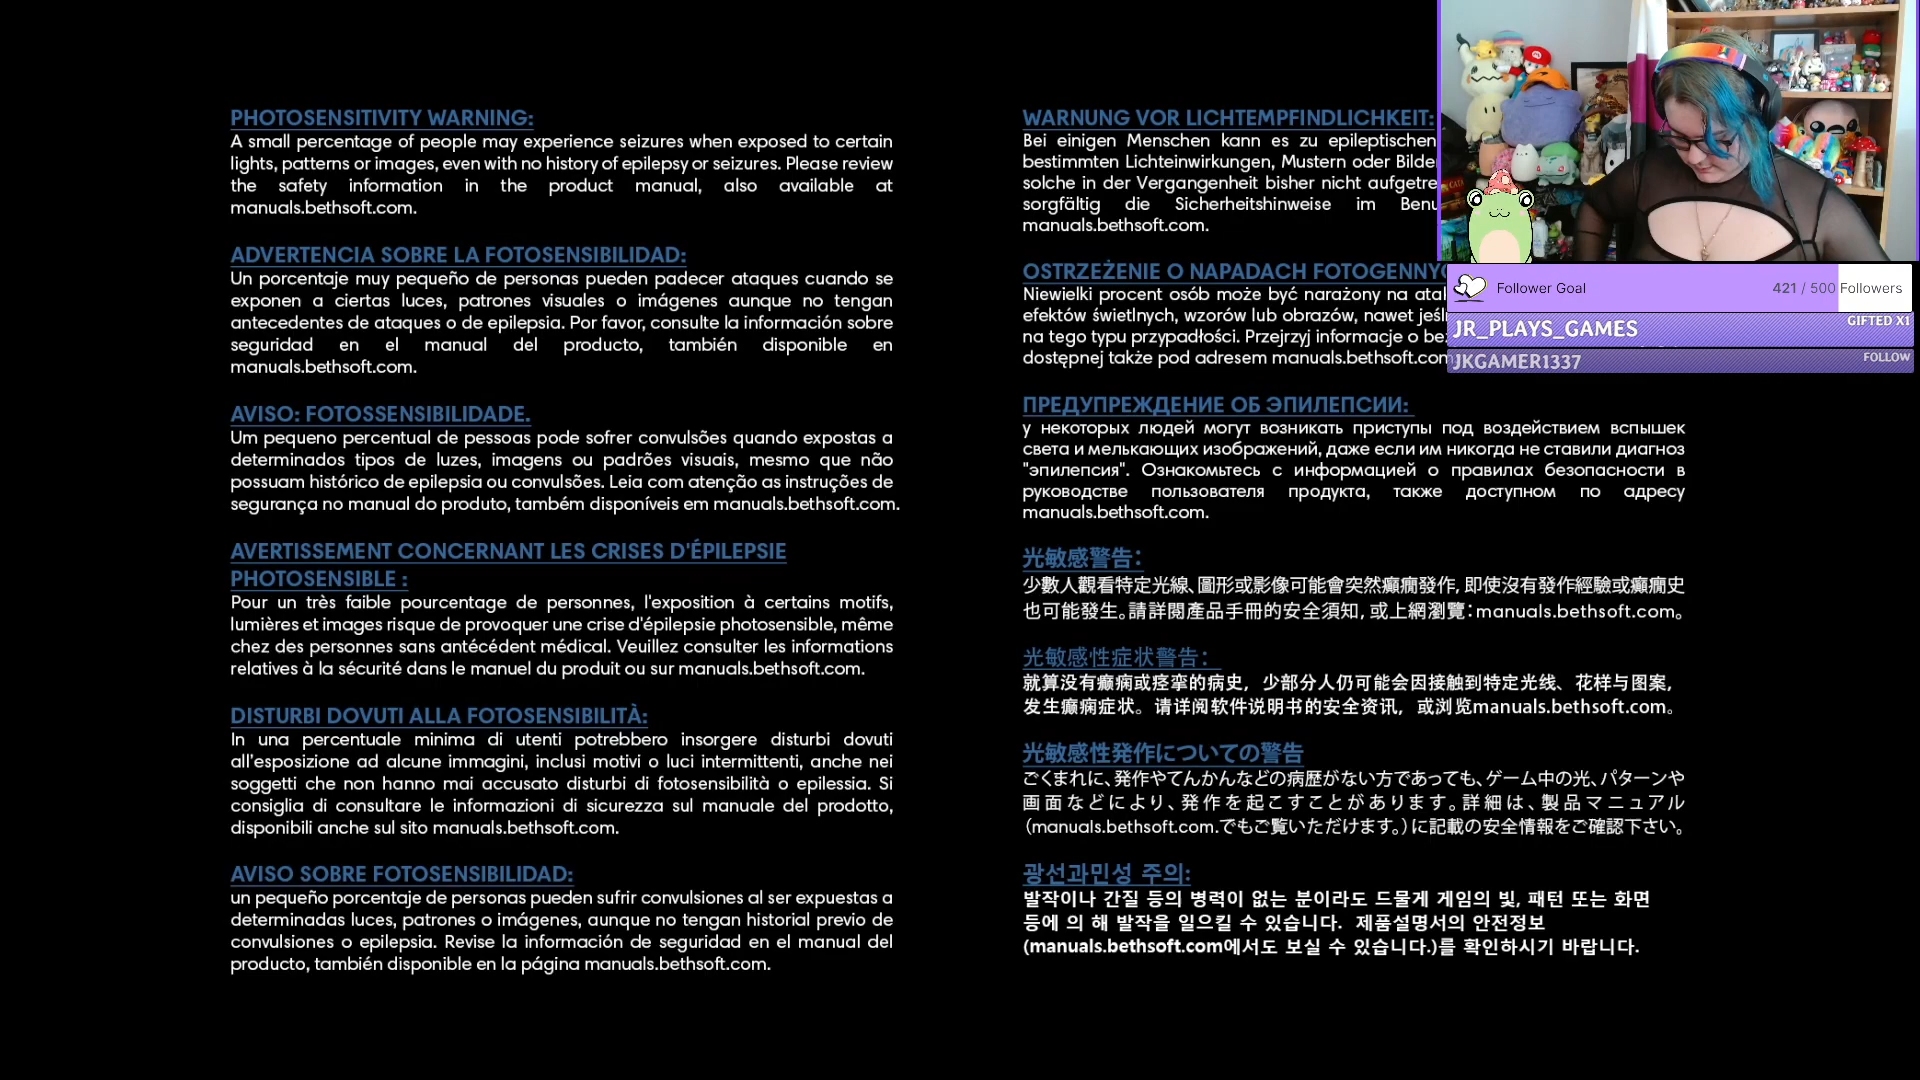 PHOTOSENSITIVITY WARNING:
A small percentage of people may experience seizures when exposed to certain
lights, patterns or images, even with no history of epilepsy or seizures. Please review
the safety information in the product manual, also available at
manuals.bethsoft.com.
ADVERTENCIA SOBRE LA FOTOSENSIBILIDAD:
Un porcentaje muy pequeño de personas pueden padecer ataques cuando se
exponen a ciertas luces, patrones visuales o imágenes aunque no tengan
antecedentes de ataques o de epilepsia. Por favor, consulte la información sobre
seguridad en el manual del producto, también disponible en
manuals.bethsoft.com.
AVISO: FOTOSSENSIBILIDADE.
Um pequeno percentual de pessoas pode sofrer convulsões quando expostas a
determinados tipos de luzes, imagens ou padrões visuais, mesmo que não
possuam histórico de epilepsia ou convulsões. Leia com atenção as instruções de
segurança no manual do produto, também disponíveis em manuals.bethsoft.com.
AVERTISSEMENT CONCERNANT LES CRISES D'ÉPILEPSIE
PHOTOSENSIBLE :
Pour un très faible pourcentage de personnes, l'exposition à certains motifs,
lumières et images risque de provoquer une crise d'épilepsie photosensible, même
chez des personnes sans antécédent médical. Veuillez consulter les informations
relatives à la sécurité dans le manuel du produit ou sur manuals.bethsoft.com.
DISTURBI DOVUTI ALLA FOTOSENSIBILITÀ:
In una percentuale minima di utenti potrebbero insorgere disturbi dovuti
all'esposizione ad alcune immagini, inclusi motivi o luci intermittenti, anche nei
soggetti che non hanno mai accusato disturbi di fotosensibilità o epilessia. Si
consiglia di consultare le informazioni di sicurezza sul manuale del prodotto,
disponibili anche sul sito manuals.bethsoft.com.
AVISO SOBRE FOTOSENSIBILIDAD:
un pequeño porcentaje de personas pueden sufrir convulsiones al ser expuestas a
determinadas luces, patrones o imágenes, aunque no tengan historial previo de
convulsiones o epilepsia. Revise la información de seguridad en el manual del
producto, también disponible en la página manuals.bethsoft.com.
WARNUNG VOR LICHTEMPFINDLICHKEIT:
Bei einigen Menschen kann es zu epileptischen
bestimmten Lichteinwirkungen, Mustern oder Bilde
solche in der Vergangenheit bisher nicht aufgetre
sorgfältig die Sicherheitshinweise im Benu
manuals.bethsoft.com.
OSTRZEŻENIE O NAPADACH FOTOGENNYC
Niewielki procent osób może być narażony na atak
efektów świetlnych, wzorów lub obrazów, nawet jeśli
na tego typu przypadłości. Przejrzyj informacje o bez
dostępnej także pod adresem manuals.bethsoft.com
ПРЕДУПРЕЖДЕНИЕ ОБ ЭПИЛЕПСИИ:
у некоторых людей могут возникать приступы под воздействием вспышек
света и мелькающих изображений, даже если им никогда не ставили диагноз
"эпилепсия". Ознакомьтесь с информацией о правилах безопасности в
руководстве пользователя продукта, также доступном по адресу
manuals.bethsoft.com.
光敏感警告：
少數人觀看特定光線、圖形或影像可能會突然癲癇發作, 即使沒有發作經驗或癲癇史
也可能發生。請詳閱產品手冊的安全須知, 或上網瀏覽：manuals.bethsoft.com。
光敏感性症状警告：
就算没有癫痫或痉挛的病史，少部分人仍可能会因接触到特定光线、花样与图案，
发生癫痫症状。请详阅软件说明书的安全资讯，或浏览manuals.bethsoft.com。
光敏感性発作についての警告
ごくまれに、発作やてんかんなどの病歴がない方であっても、ゲーム中の光、パターンや
画面などにより、発作を起こすことがあります。詳細は、製品マニュアル
（manuals.bethsoft.com.でもご覧いただけます。）に記載の安全情報をご確認下さい。
광선과민성 주의:
발작이나 간질 등의 병력이 없는 분이라도 드물게 게임의 빛, 패턴 또는 화면
등에 의 해 발작을 일으킬 수 있습니다. 제품설명서의 안전정보
(manuals.bethsoft.com에서도 보실 수 있습니다.)를 확인하시기 바랍니다.
Follower Goal 421 / 500 Followers
JR_PLAYS_GAMES GIFTED X1
JKGAMER1337 FOLLOW